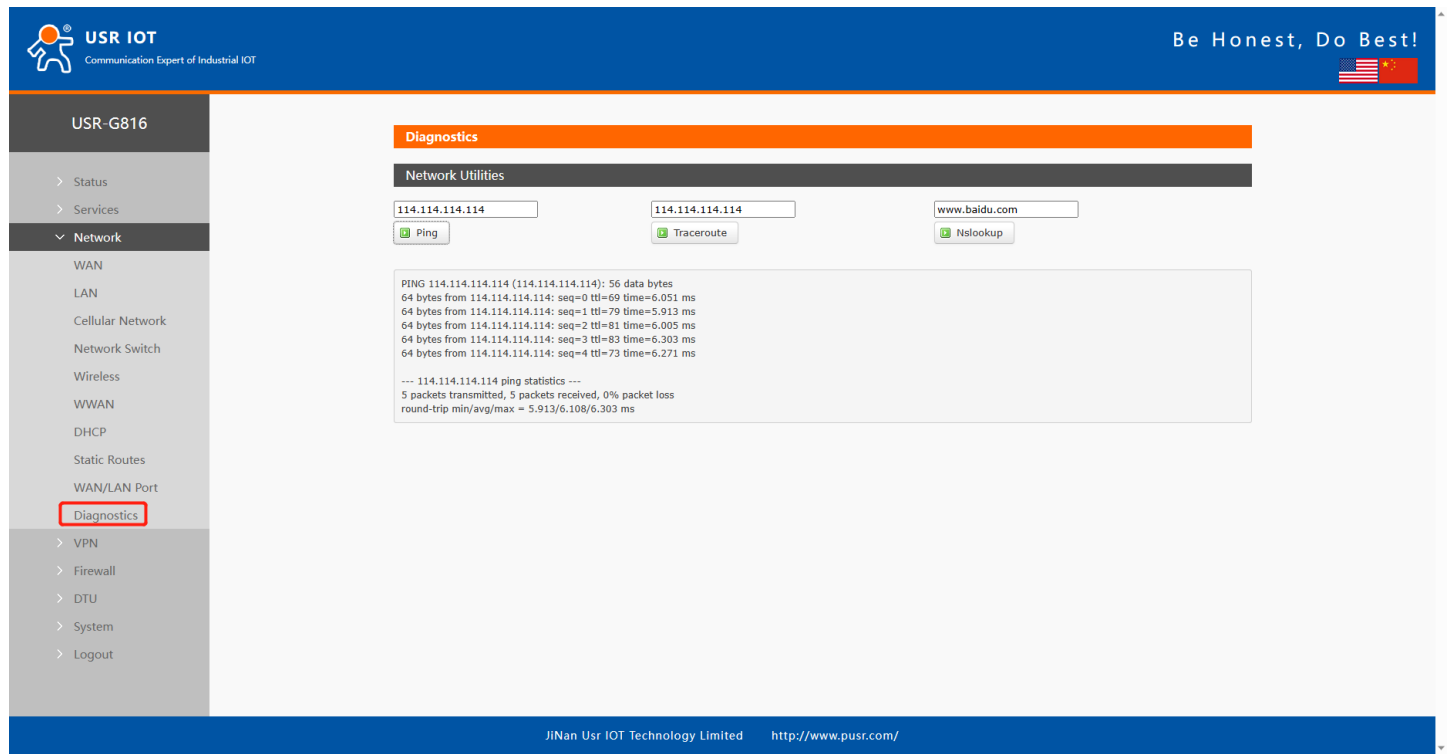 USR IOT
Communication Expert of Industrial IOT
Be Honest, Do Best!
USR-G816
Status
Services
Network
WAN
LAN
Cellular Network
Network Switch
Wireless
WWAN
DHCP
Static Routes
WAN/LAN Port
Diagnostics
VPN
Firewall
DTU
System
Logout
Diagnostics
Network Utilities
114.114.114.114 114.114.114.114 www.baidu.com
Ping Traceroute Nslookup
PING 114.114.114.114 (114.114.114.114): 56 data bytes
64 bytes from 114.114.114.114: seq=0 ttl=69 time=6.051 ms
64 bytes from 114.114.114.114: seq=1 ttl=79 time=5.913 ms
64 bytes from 114.114.114.114: seq=2 ttl=81 time=6.005 ms
64 bytes from 114.114.114.114: seq=3 ttl=83 time=6.303 ms
64 bytes from 114.114.114.114: seq=4 ttl=73 time=6.271 ms
--- 114.114.114.114 ping statistics ---
5 packets transmitted, 5 packets received, 0% packet loss
round-trip min/avg/max = 5.913/6.108/6.303 ms
JiNan Usr IOT Technology Limited http://www.pusr.com/